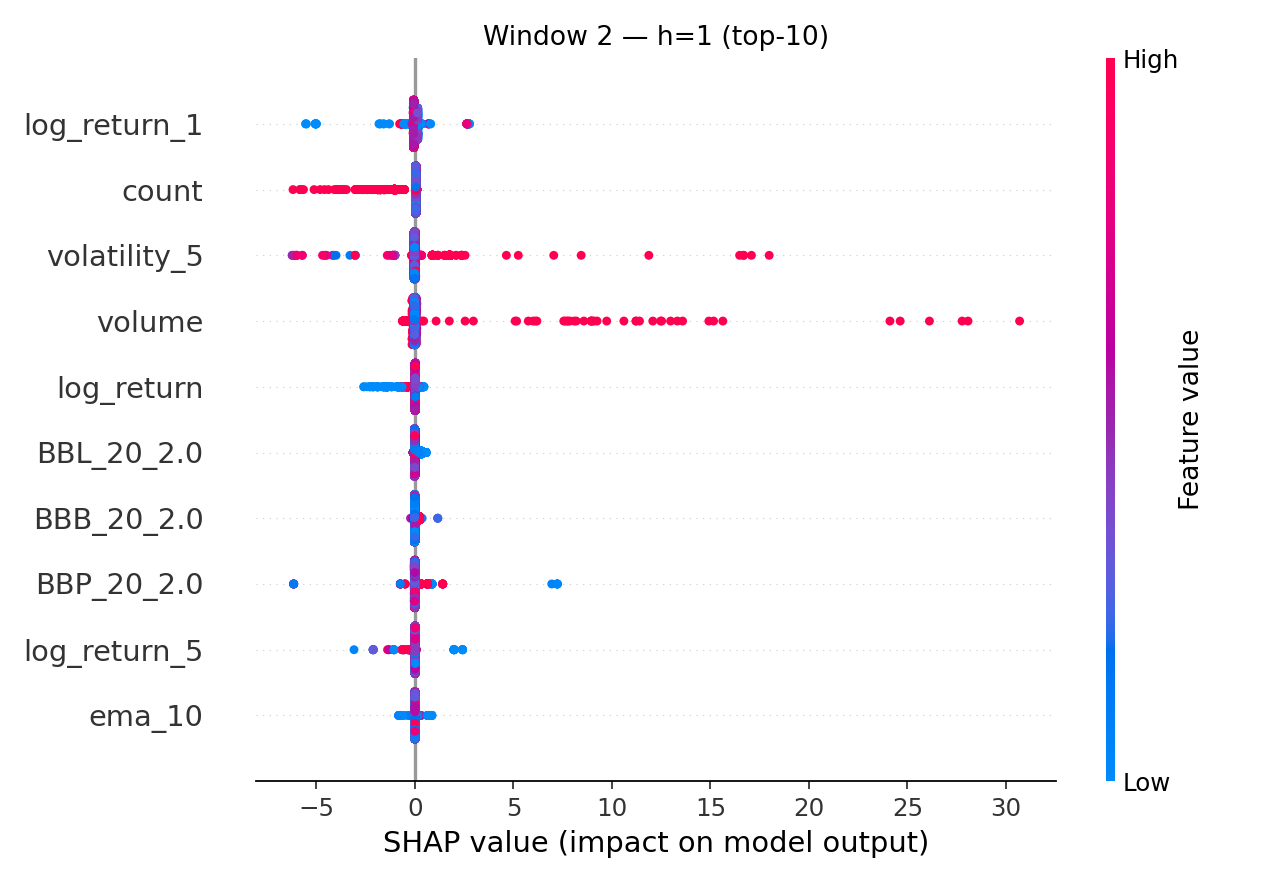 Window 2 — h=1 (top-10)
High
log_return_1
count
volatility_5
volume
log_return
BBL_20_2.0
BBB_20_2.0
BBP_20_2.0
log_return_5
ema_10
Feature value
Low
−5 0 5 10 15 20 25 30
SHAP value (impact on model output)